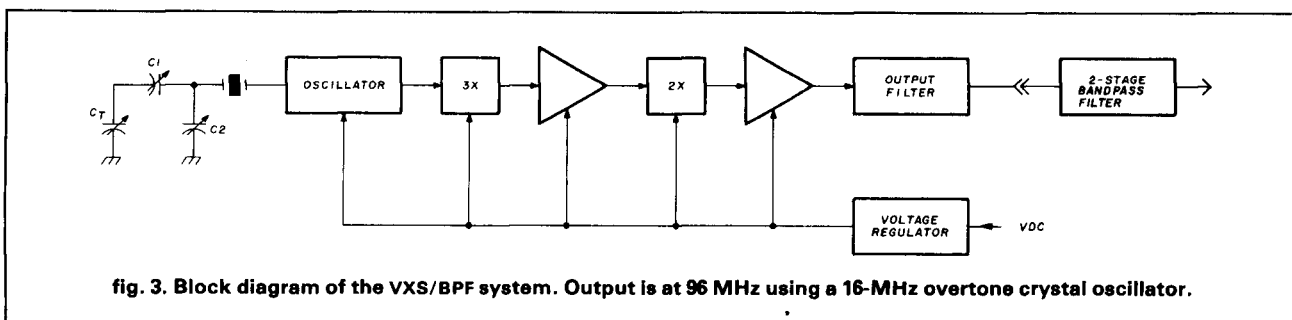 C1
CT
C2
OSCILLATOR
3X
2X
OUTPUT
FILTER
2-STAGE
BANDPASS
FILTER
VOLTAGE
REGULATOR
VDC
fig. 3. Block diagram of the VXS/BPF system. Output is at 96 MHz using a 16-MHz overtone crystal oscillator.